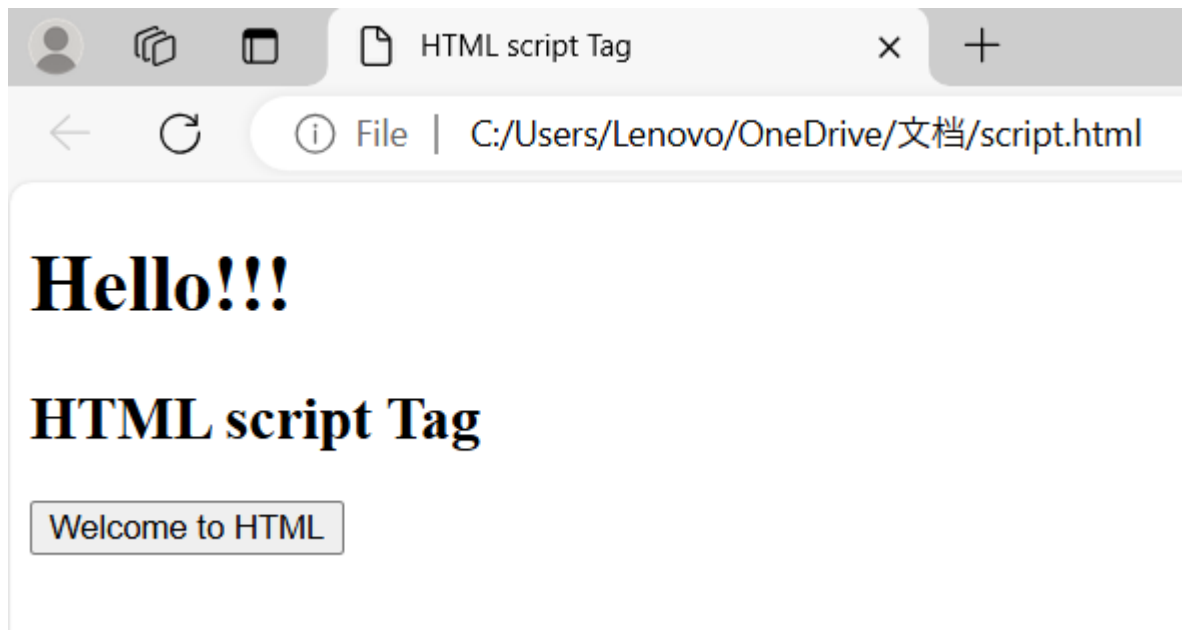 HTML script Tag
File | C:/Users/Lenovo/OneDrive/文档/script.html
Hello!!!
HTML script Tag
Welcome to HTML